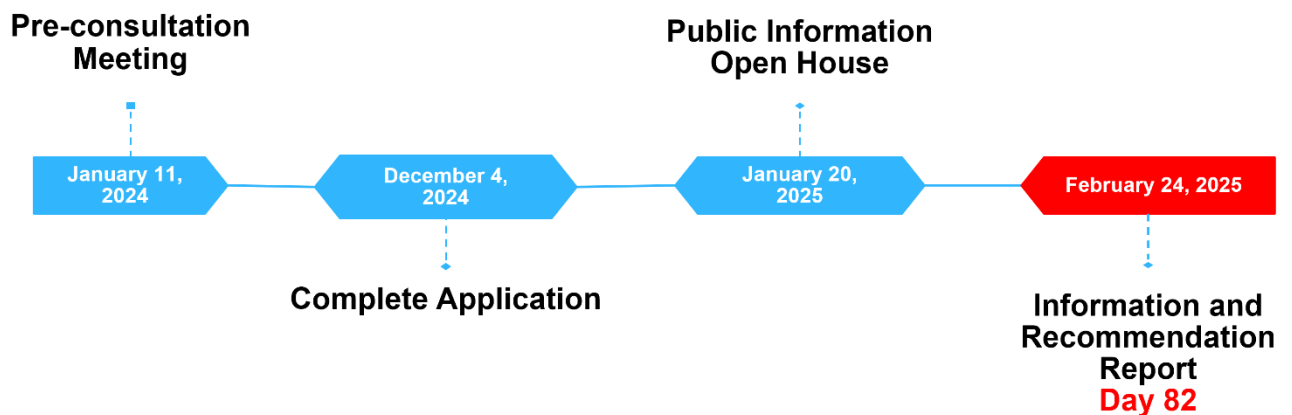 Pre-consultation
Meeting
January 11,
2024
December 4,
2024
Complete Application
Public Information
Open House
January 20,
2025
February 24, 2025
Information and
Recommendation
Report
Day 82